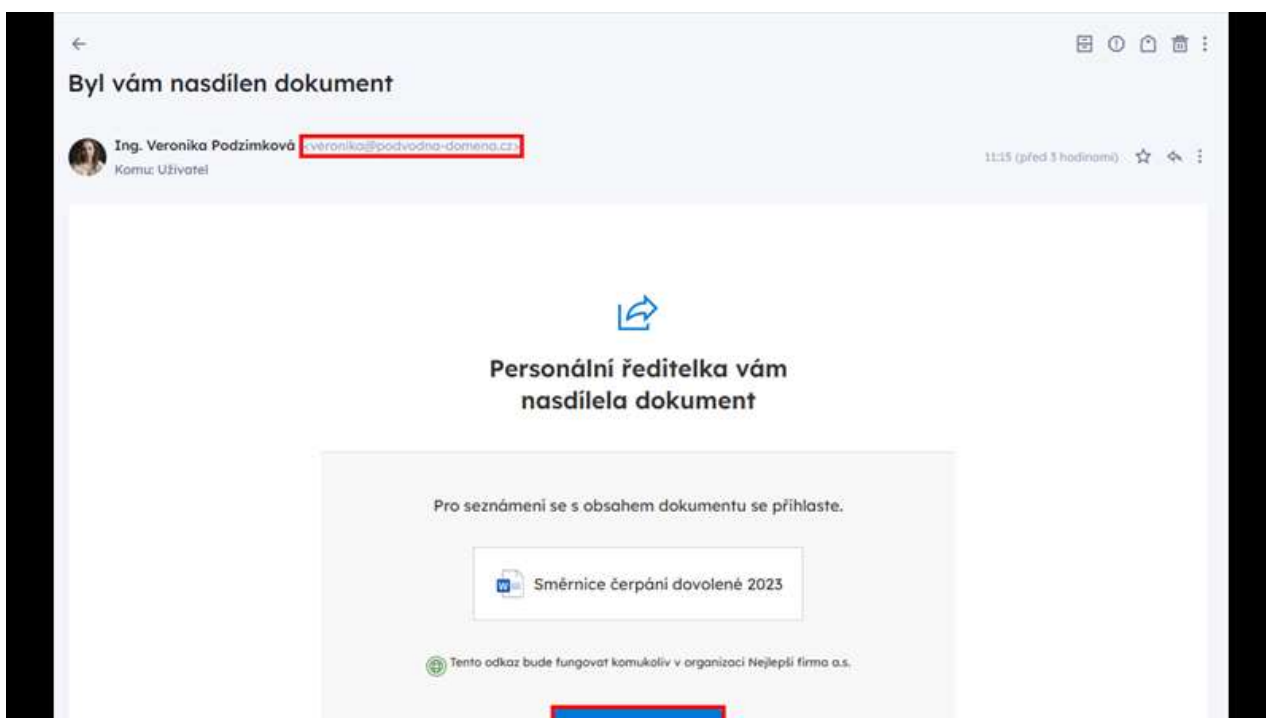 Byl vám nasdílen dokument
Ing. Veronika Podzimková <veronika@podvodna-domena.cz>
Komu: Uživatel
11:15 (před 3 hodinami)
Personální ředitelka vám
nasdílela dokument
Pro seznámení se s obsahem dokumentu se přihlaste.
W
Směrnice čerpání dovolené 2023
Tento odkaz bude fungovat komukoliv v organizaci Nejlepší firma a.s.